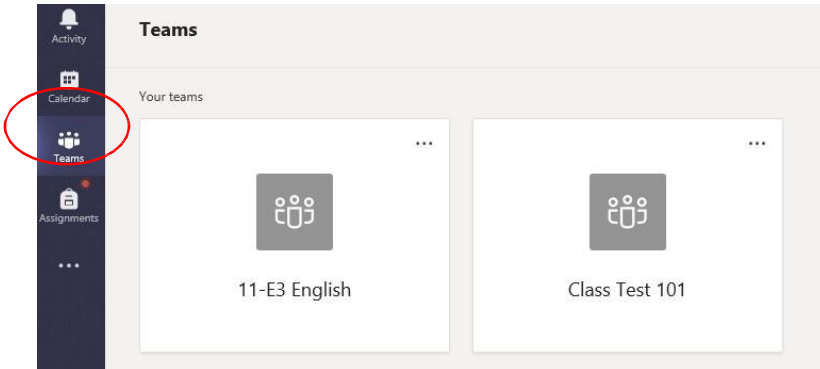 Activity
Calendar
Teams
Assignments
Teams
Your teams
11-E3 English
Class Test 101